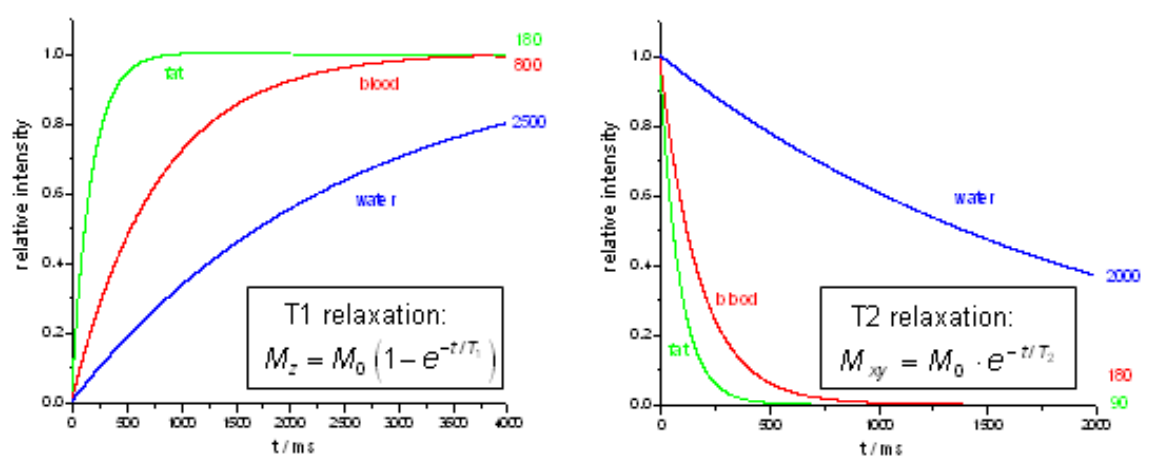 relative intensity
1.0
0.8
0.6
0.4
0.2
0.0
0 500 1000 1500 2000 2500 3000 3500 4000
t / ms
fat
blood
water
180
800
2500
T1 relaxation:
M_z = M_0 (1 − e^{−t/T_1})
relative intensity
1.0
0.8
0.6
0.4
0.2
0.0
0 500 1000 1500 2000
t / ms
water
blood
fat
2000
180
90
T2 relaxation:
M_xy = M_0 · e^{−t/T_2}